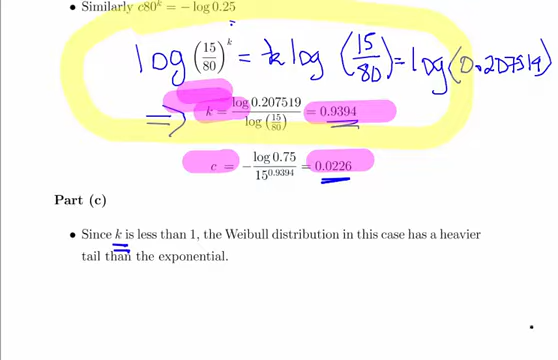 • Similarly c80^k = − log 0.25
log (15/80)^k = k log (15/80) = log(0.207519)
⇒ k = log 0.207519 / log (15/80) = 0.9394
c = − log 0.75 / 15^0.9394 = 0.0226
Part (c)
• Since k is less than 1, the Weibull distribution in this case has a heavier
tail than the exponential.